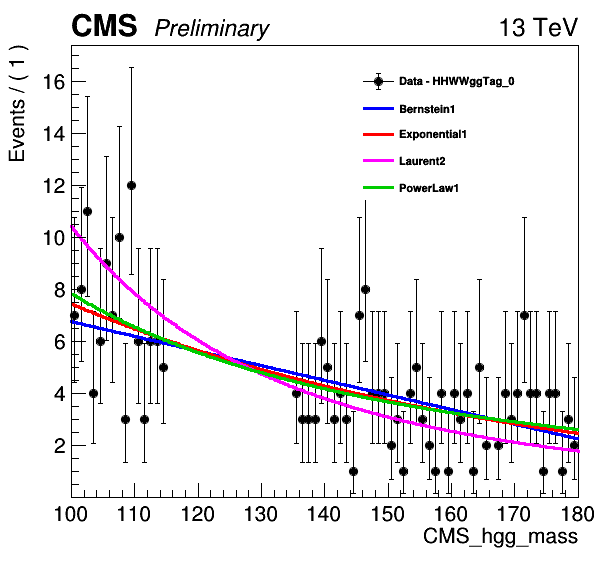 CMS Preliminary 13 TeV
Events / ( 1 )
16
14
12
10
8
6
4
2
Data - HHWWggTag_0
Bernstein1
Exponential1
Laurent2
PowerLaw1
100 110 120 130 140 150 160 170 180
CMS_hgg_mass